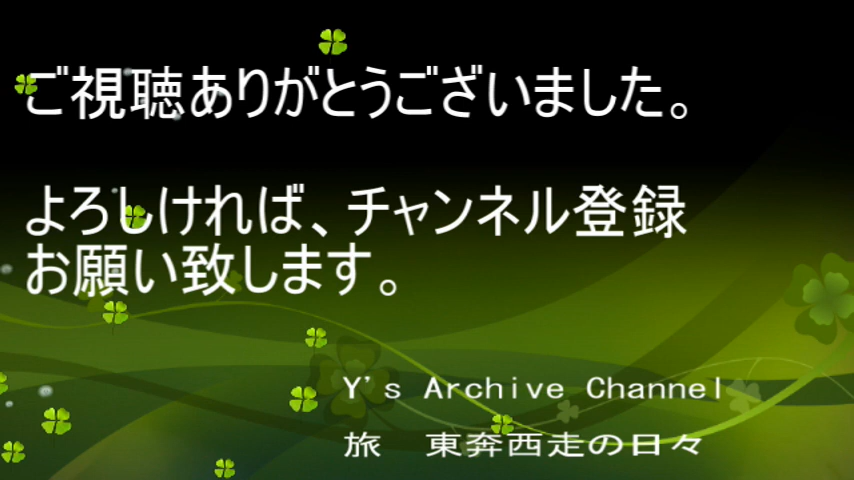 ご視聴ありがとうございました。
よろしければ、チャンネル登録
お願い致します。
Y's Archive Channel
旅　東奔西走の日々